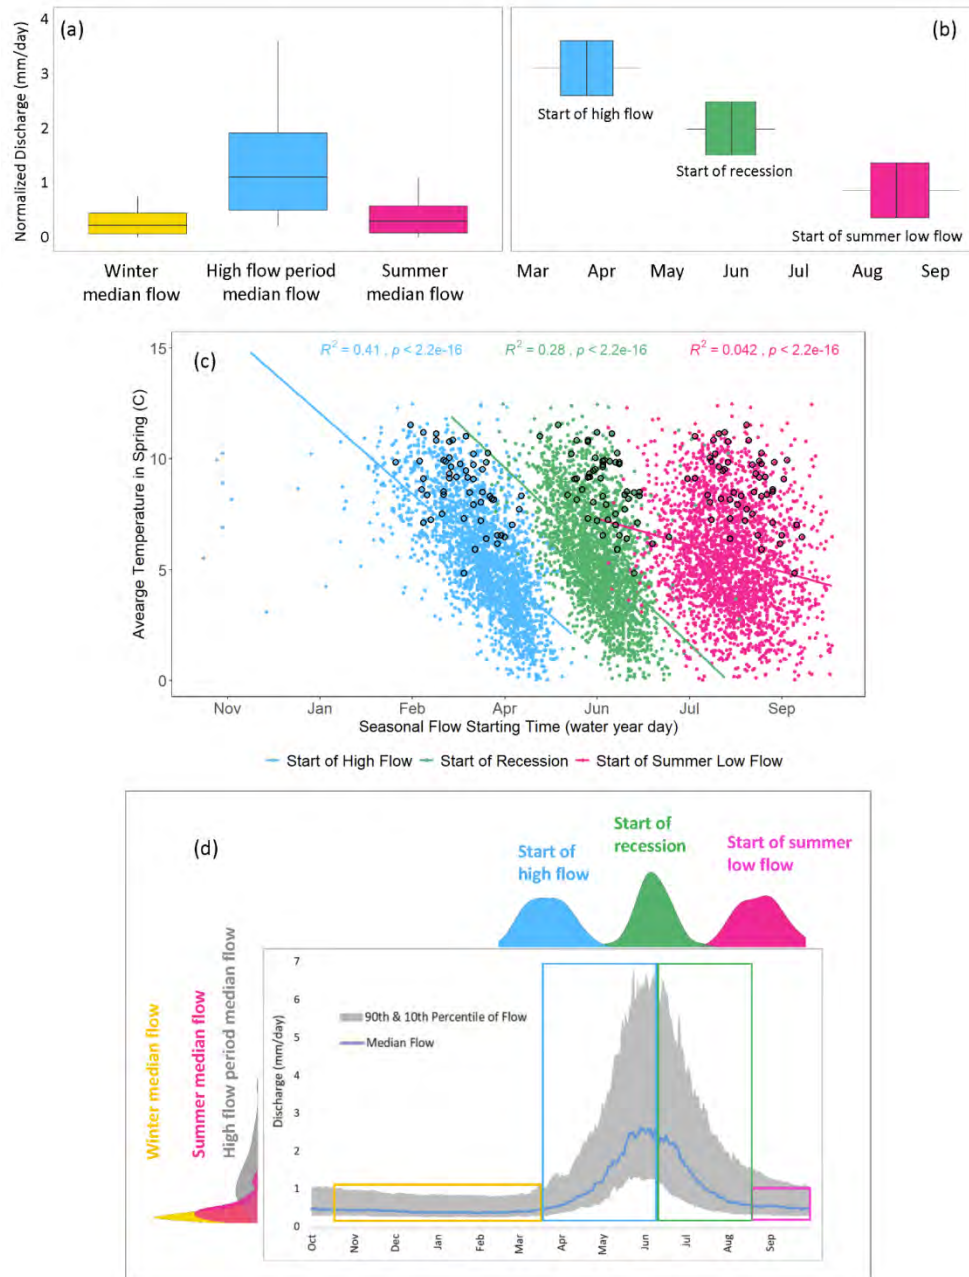 (a)
Normalized Discharge (mm/day)
4
3
2
1
0
Winter
median flow
High flow period
median flow
Summer
median flow
(b)
Start of high flow
Start of recession
Start of summer low flow
Mar Apr May Jun Jul Aug Sep
(c)
R² = 0.41 , p < 2.2e-16 R² = 0.28 , p < 2.2e-16 R² = 0.042 , p < 2.2e-16
Avearge Temperature in Spring (C)
15
10
5
0
Nov Jan Feb Apr Jun Jul Sep
Seasonal Flow Starting Time (water year day)
Start of High Flow Start of Recession Start of Summer Low Flow
(d)
Start of
high flow
Start of
recession
Start of summer
low flow
Winter median flow
Summer median flow
High flow period median flow
Discharge (mm/day)
7
6
5
4
3
2
1
0
90th & 10th Percentile of Flow
Median Flow
Oct Nov Dec Jan Feb Mar Apr May Jun Jul Aug Sep